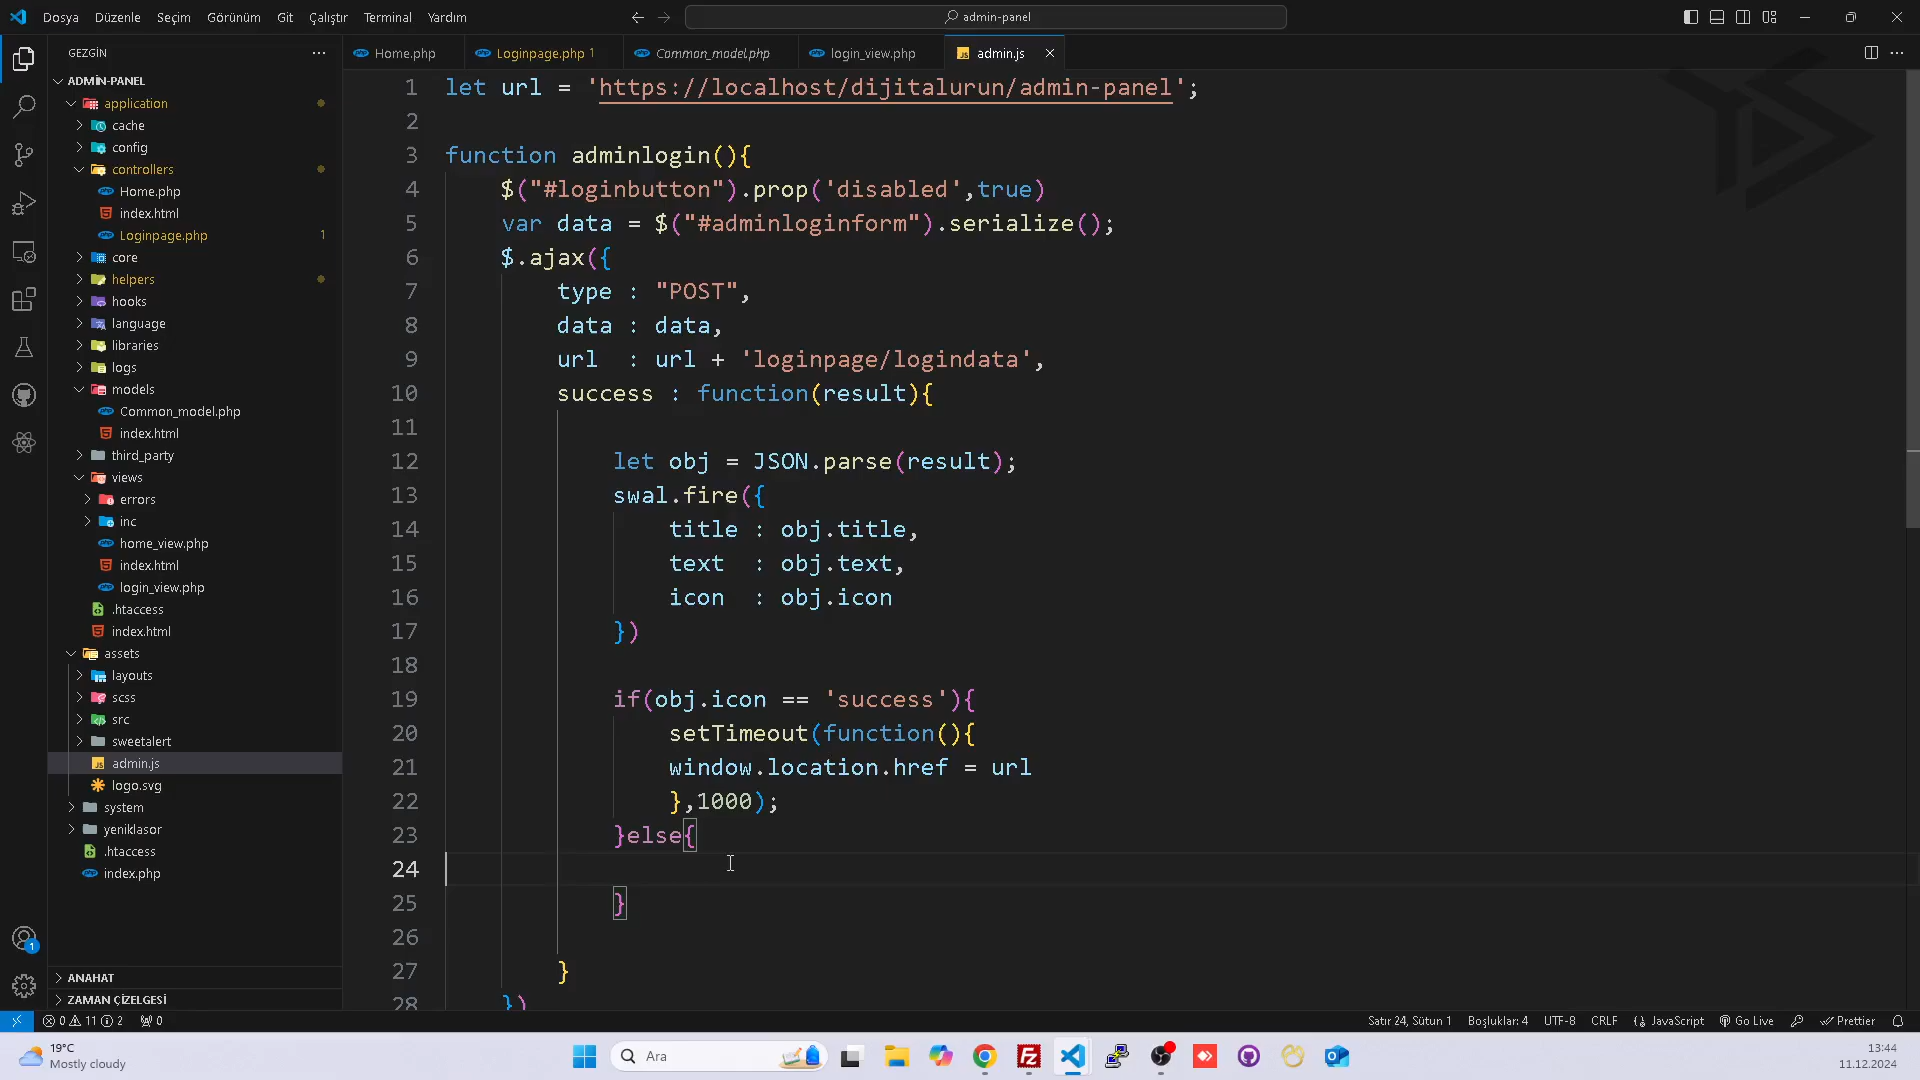 Dosya Düzenle Seçim Görünüm Git Çalıştır Terminal Yardım
admin-panel
GEZGİN
Home.php
Loginpage.php 1
Common_model.php
login_view.php
admin.js
ADMIN-PANEL
application
cache
config
controllers
Home.php
index.html
Loginpage.php 1
core
helpers
hooks
language
libraries
logs
models
Common_model.php
index.html
third_party
views
errors
inc
home_view.php
index.html
login_view.php
.htaccess
index.html
assets
layouts
scss
src
sweetalert
admin.js
logo.svg
system
yeniklasor
.htaccess
index.php
ANAHAT
ZAMAN ÇİZELGESİ
1 let url = 'https://localhost/dijitalurun/admin-panel';
2
3 function adminlogin(){
4 $("#loginbutton").prop('disabled',true)
5 var data = $("#adminloginform").serialize();
6 $.ajax({
7 type : "POST",
8 data : data,
9 url : url + 'loginpage/logindata',
10 success : function(result){
11
12 let obj = JSON.parse(result);
13 swal.fire({
14 title : obj.title,
15 text : obj.text,
16 icon : obj.icon
17 })
18
19 if(obj.icon == 'success'){
20 setTimeout(function(){
21 window.location.href = url
22 },1000);
23 }else{
24
25 }
26
27 }
28 })
1
0 11 2 0
Satır 24, Sütun 1 Boşluklar: 4 UTF-8 CRLF JavaScript Go Live Prettier
19°C
Mostly cloudy
Ara
13:44
11.12.2024